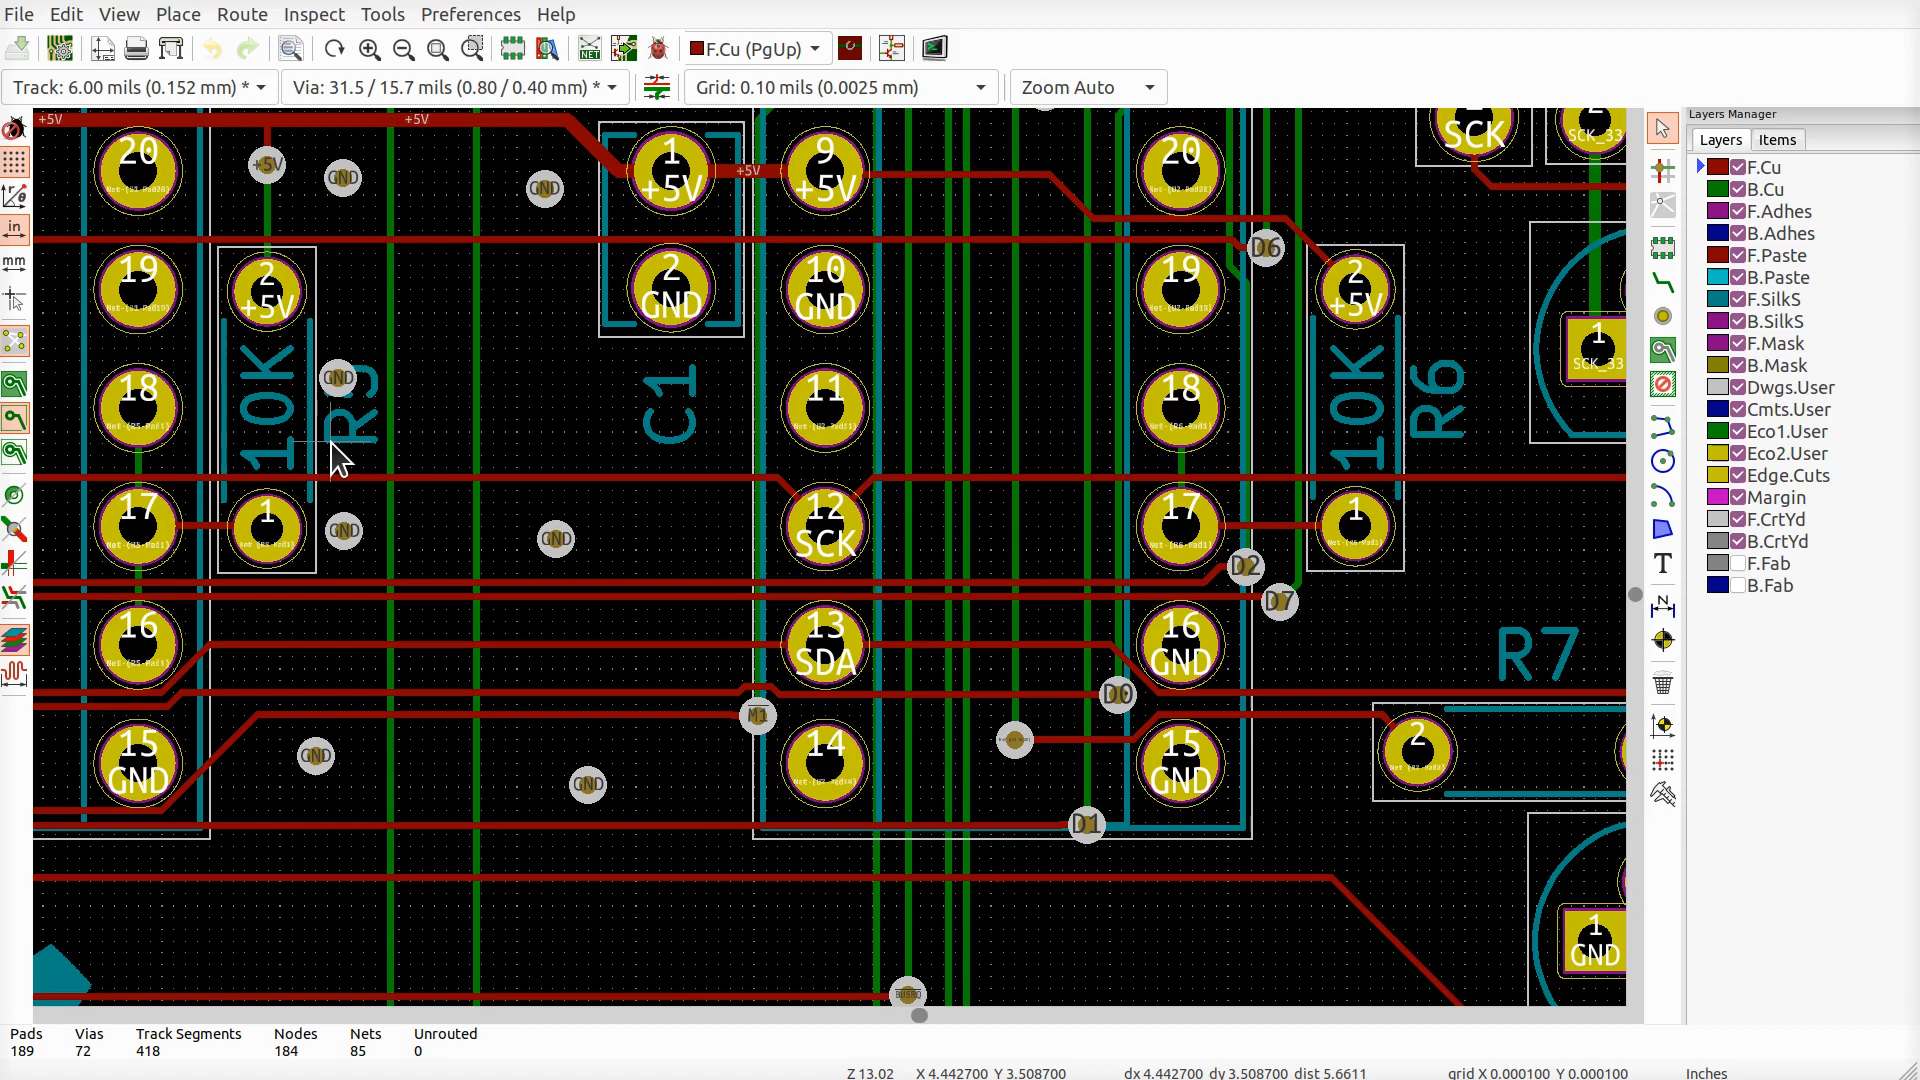 File Edit View Place Route Inspect Tools Preferences Help
F.Cu (PgUp)
Track: 6.00 mils (0.152 mm) * Via: 31.5 / 15.7 mils (0.80 / 0.40 mm) * Grid: 0.10 mils (0.0025 mm) Zoom Auto
NET
in
mm
T
N
+5V +5V
20 +5V GND GND 1 +5V +5V 9 +5V 20 SCK 2 SCK_33
19 2 +5V 2 GND 10 GND 19 D6 2 +5V
18 10K GND R5 C1 11 18 10K R6 1 SCK_33
17 1 GND GND 12 SCK 17 D2 1
D7
16 13 SDA 16 GND R7
D0
M1
15 GND GND GND 14 15 GND 2
D1
1 GND
BUSRQ
Layers Manager
Layers Items
F.Cu
B.Cu
F.Adhes
B.Adhes
F.Paste
B.Paste
F.SilkS
B.SilkS
F.Mask
B.Mask
Dwgs.User
Cmts.User
Eco1.User
Eco2.User
Edge.Cuts
Margin
F.CrtYd
B.CrtYd
F.Fab
B.Fab
Pads Vias Track Segments Nodes Nets Unrouted
189 72 418 184 85 0
Z 13.02 X 4.442700 Y 3.508700 dx 4.442700 dy 3.508700 dist 5.6611 grid X 0.000100 Y 0.000100 Inches